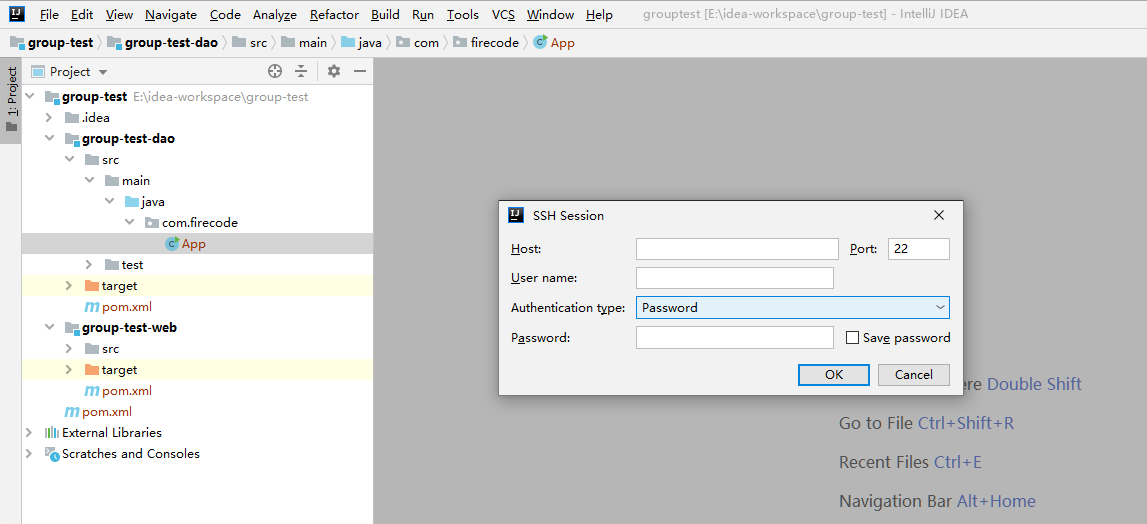 File Edit View Navigate Code Analyze Refactor Build Run Tools VCS Window Help grouptest [E:\idea-workspace\group-test] - IntelliJ IDEA
group-test group-test-dao src main java com firecode App
1: Project
Project
group-test E:\idea-workspace\group-test
.idea
group-test-dao
src
main
java
com.firecode
App
test
target
pom.xml
group-test-web
src
target
pom.xml
pom.xml
External Libraries
Scratches and Consoles
SSH Session
Host: Port: 22
User name:
Authentication type: Password
Password: Save password
OK Cancel
ere Double Shift
Go to File Ctrl+Shift+R
Recent Files Ctrl+E
Navigation Bar Alt+Home